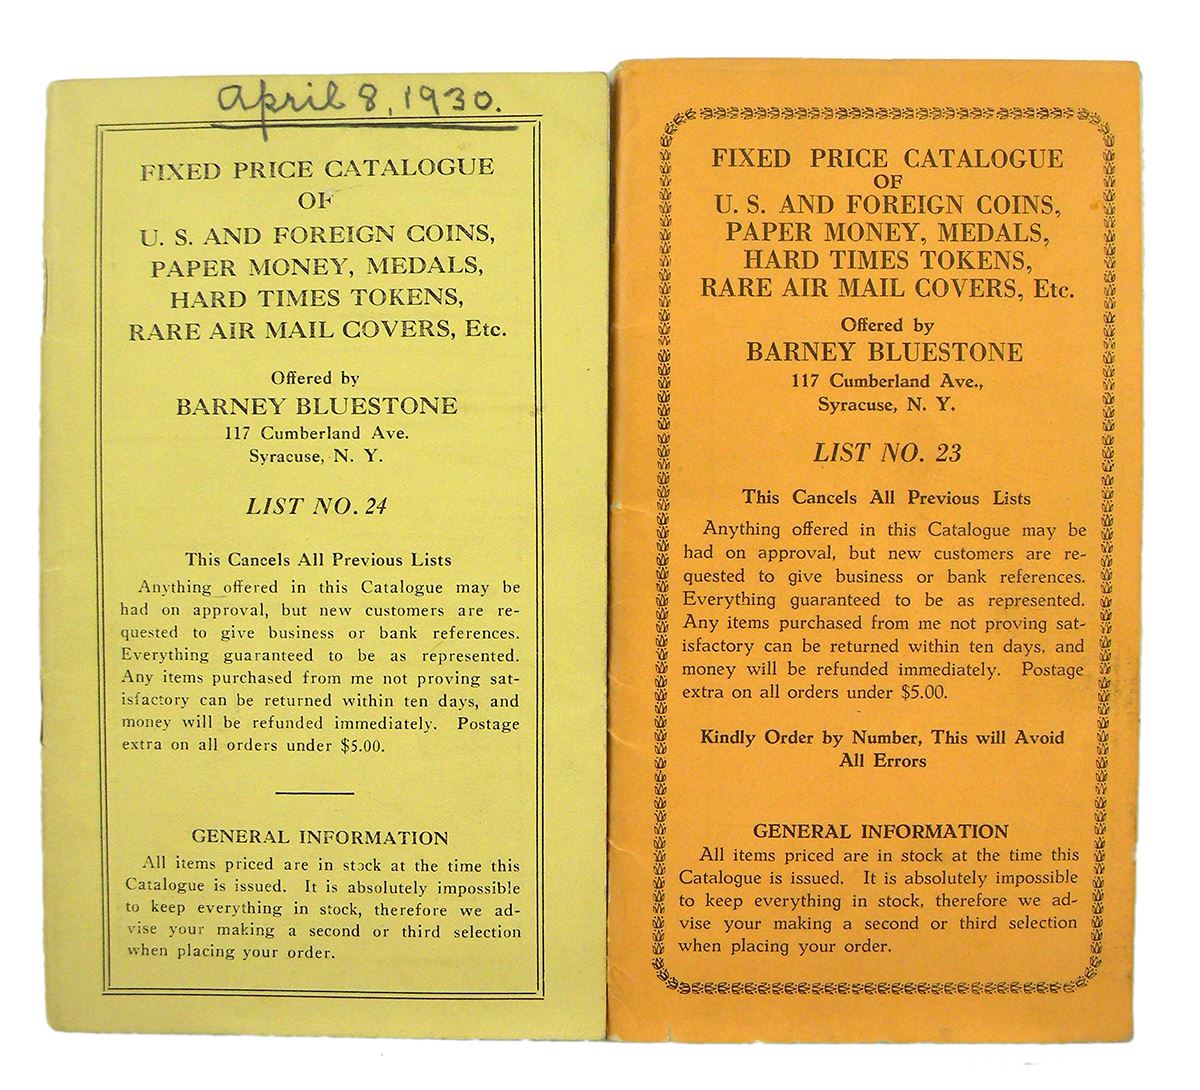 April 8, 1930.
FIXED PRICE CATALOGUE
OF
U. S. AND FOREIGN COINS,
PAPER MONEY, MEDALS,
HARD TIMES TOKENS,
RARE AIR MAIL COVERS, Etc.
Offered by
BARNEY BLUESTONE
117 Cumberland Ave.
Syracuse, N. Y.
LIST NO. 24
This Cancels All Previous Lists
Anything offered in this Catalogue may be
had on approval, but new customers are re-
quested to give business or bank references.
Everything guaranteed to be as represented.
Any items purchased from me not proving sat-
isfactory can be returned within ten days, and
money will be refunded immediately. Postage
extra on all orders under $5.00.
GENERAL INFORMATION
All items priced are in stock at the time this
Catalogue is issued. It is absolutely impossible
to keep everything in stock, therefore we ad-
vise your making a second or third selection
when placing your order.
FIXED PRICE CATALOGUE
OF
U. S. AND FOREIGN COINS,
PAPER MONEY, MEDALS,
HARD TIMES TOKENS,
RARE AIR MAIL COVERS, Etc.
Offered by
BARNEY BLUESTONE
117 Cumberland Ave.,
Syracuse, N. Y.
LIST NO. 23
This Cancels All Previous Lists
Anything offered in this Catalogue may be
had on approval, but new customers are re-
quested to give business or bank references.
Everything guaranteed to be as represented.
Any items purchased from me not proving sat-
isfactory can be returned within ten days, and
money will be refunded immediately. Postage
extra on all orders under $5.00.
Kindly Order by Number, This will Avoid
All Errors
GENERAL INFORMATION
All items priced are in stock at the time this
Catalogue is issued. It is absolutely impossible
to keep everything in stock, therefore we ad-
vise your making a second or third selection
when placing your order.